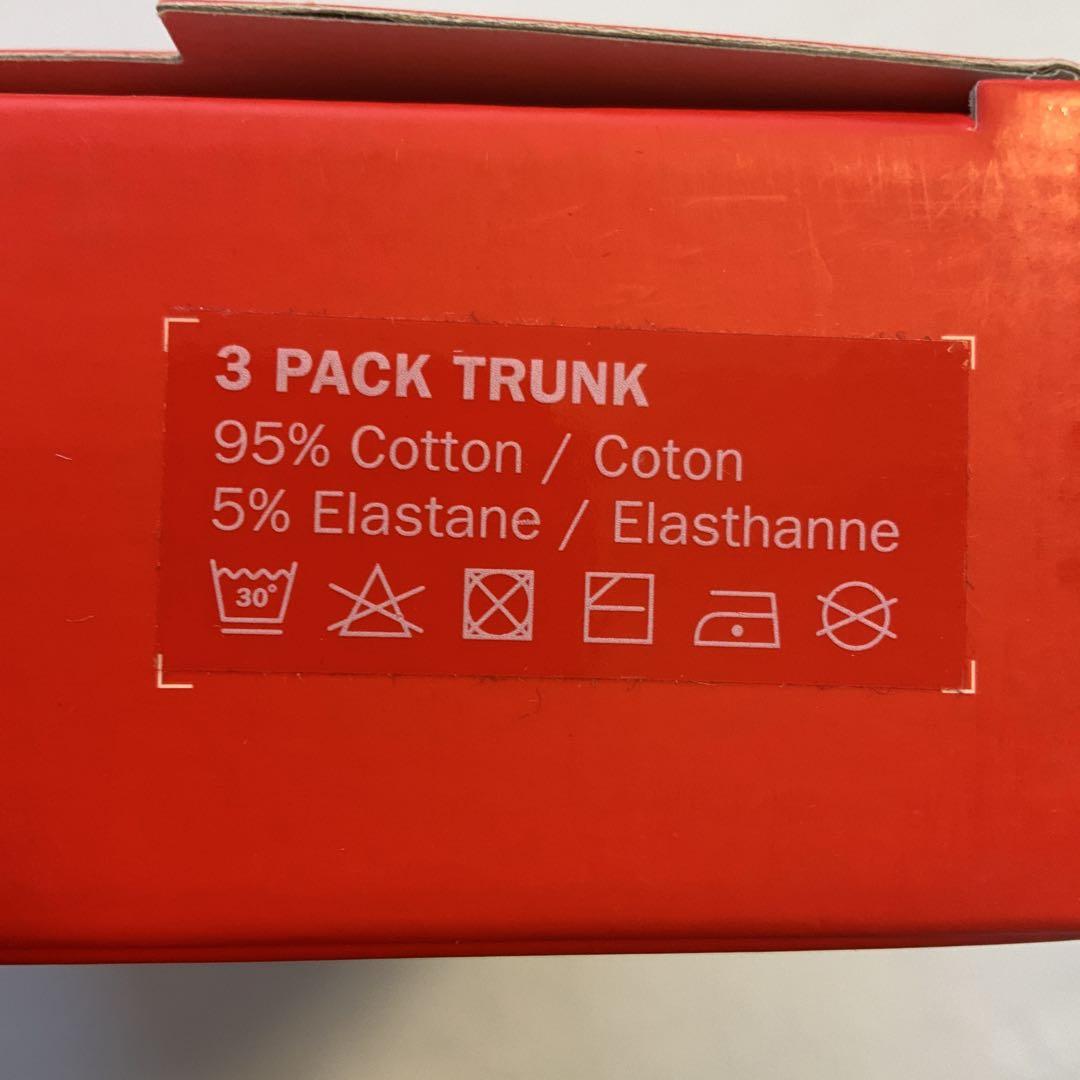 3 PACK TRUNK
95% Cotton / Coton
5% Elastane / Elasthanne
30°